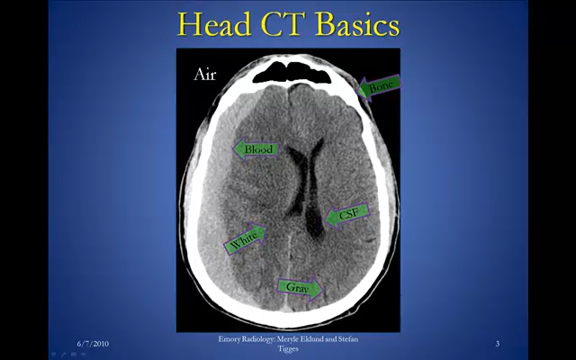 Head CT Basics
Air
Bone
Blood
CSF
White
Gray
6/7/2010
Emory Radiology: Meryle Eklund and Stefan
Tigges
3